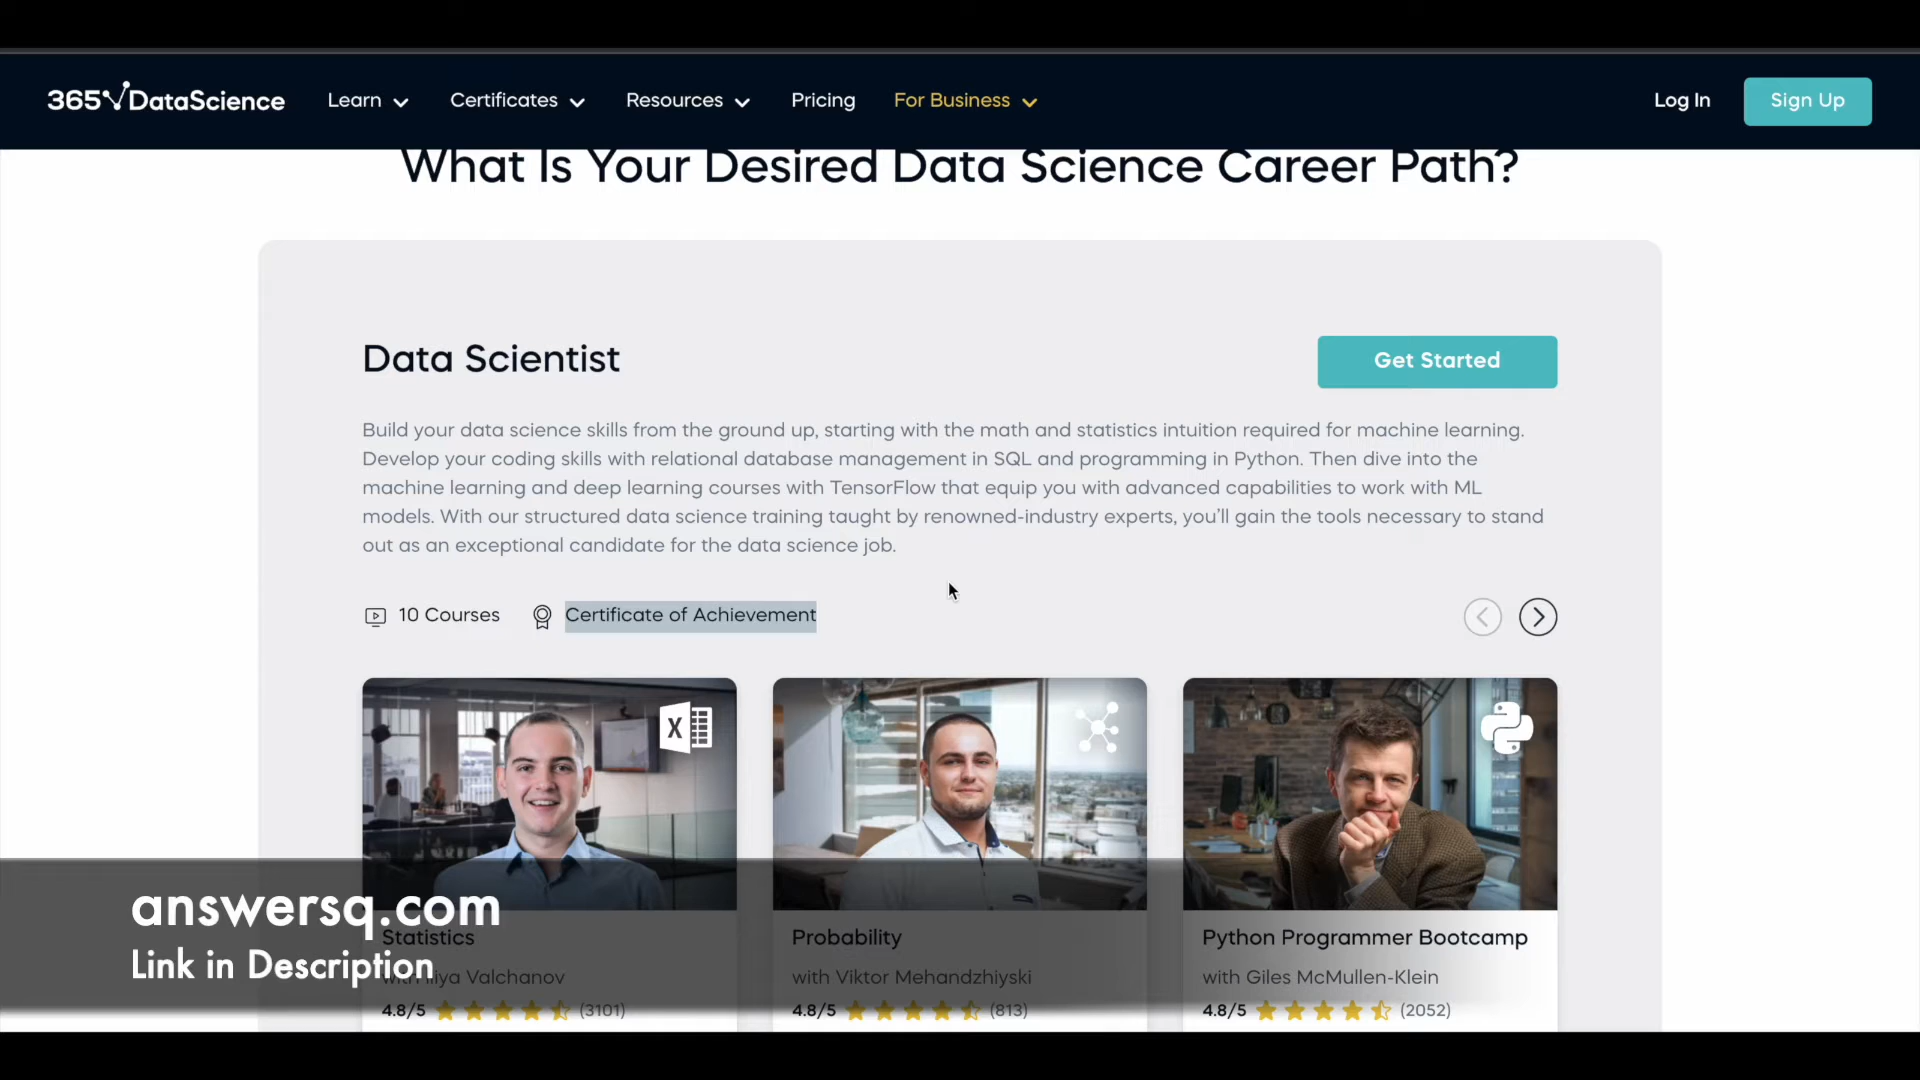 365 DataScience Learn Certificates Resources Pricing For Business Log In Sign Up
What Is Your Desired Data Science Career Path?
Data Scientist
Get Started
Build your data science skills from the ground up, starting with the math and statistics intuition required for machine learning.
Develop your coding skills with relational database management in SQL and programming in Python. Then dive into the
machine learning and deep learning courses with TensorFlow that equip you with advanced capabilities to work with ML
models. With our structured data science training taught by renowned-industry experts, you'll gain the tools necessary to stand
out as an exceptional candidate for the data science job.
10 Courses Certificate of Achievement
answersq.com
Link in Description
Statistics
with Iliya Valchanov
4.8/5 (3101)
Probability
with Viktor Mehandzhiyski
4.8/5 (813)
Python Programmer Bootcamp
with Giles McMullen-Klein
4.8/5 (2052)